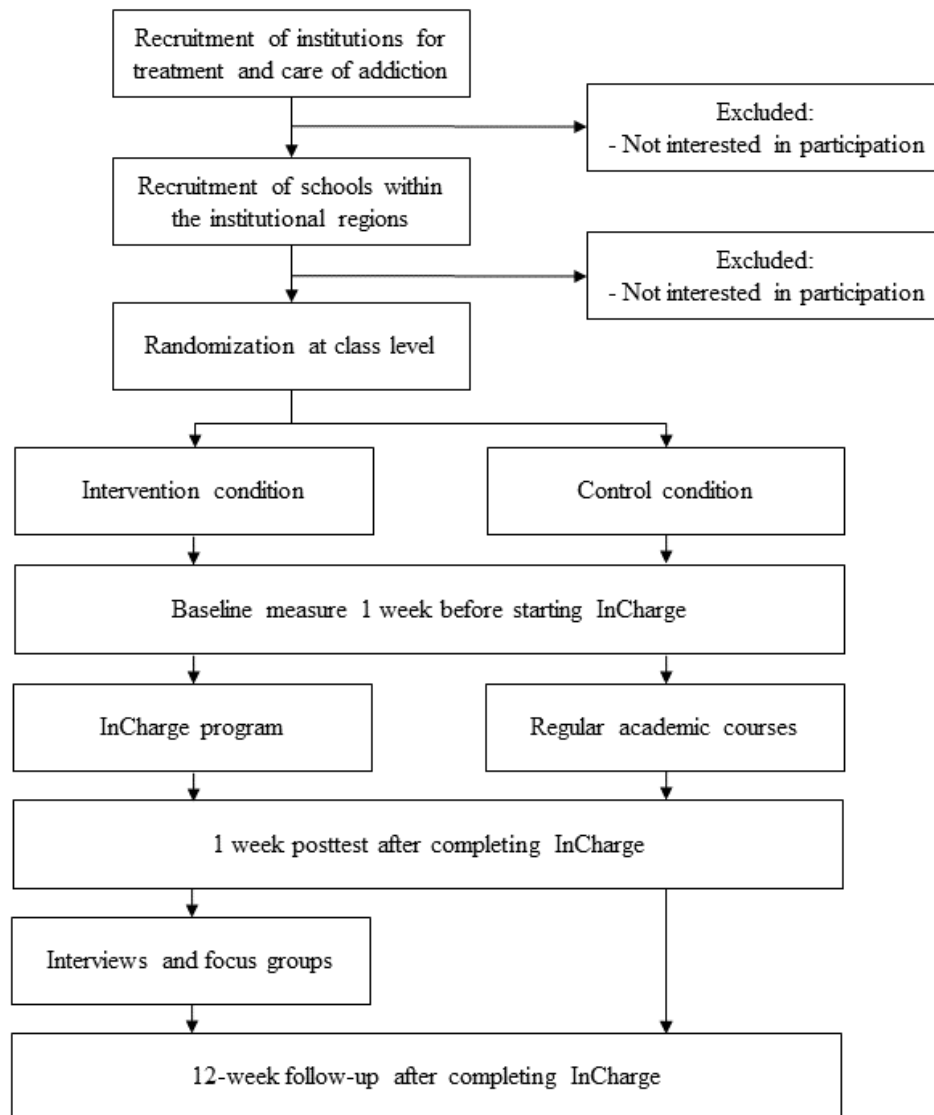 Recruitment of institutions for
treatment and care of addiction
Excluded:
- Not interested in participation
Recruitment of schools within
the institutional regions
Excluded:
- Not interested in participation
Randomization at class level
Intervention condition
Control condition
Baseline measure 1 week before starting InCharge
InCharge program
Regular academic courses
1 week posttest after completing InCharge
Interviews and focus groups
12-week follow-up after completing InCharge